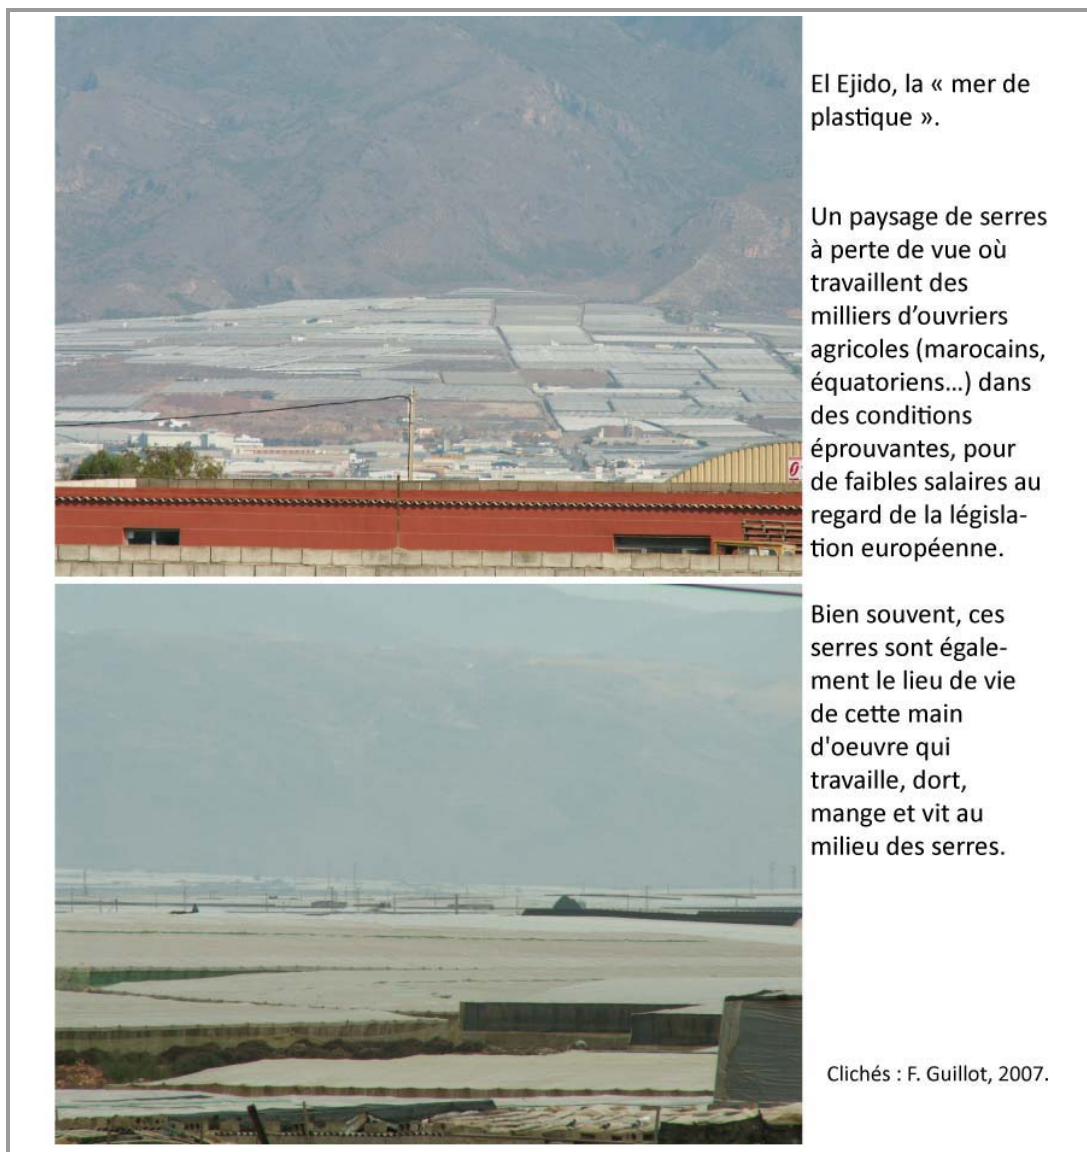 El Ejido, la « mer de
plastique ».
Un paysage de serres
à perte de vue où
travaillent des
milliers d’ouvriers
agricoles (marocains,
équatoriens...) dans
des conditions
éprouvantes, pour
de faibles salaires au
regard de la législa-
tion européenne.
Bien souvent, ces
serres sont égale-
ment le lieu de vie
de cette main
d'oeuvre qui
travaille, dort,
mange et vit au
milieu des serres.
Clichés : F. Guillot, 2007.